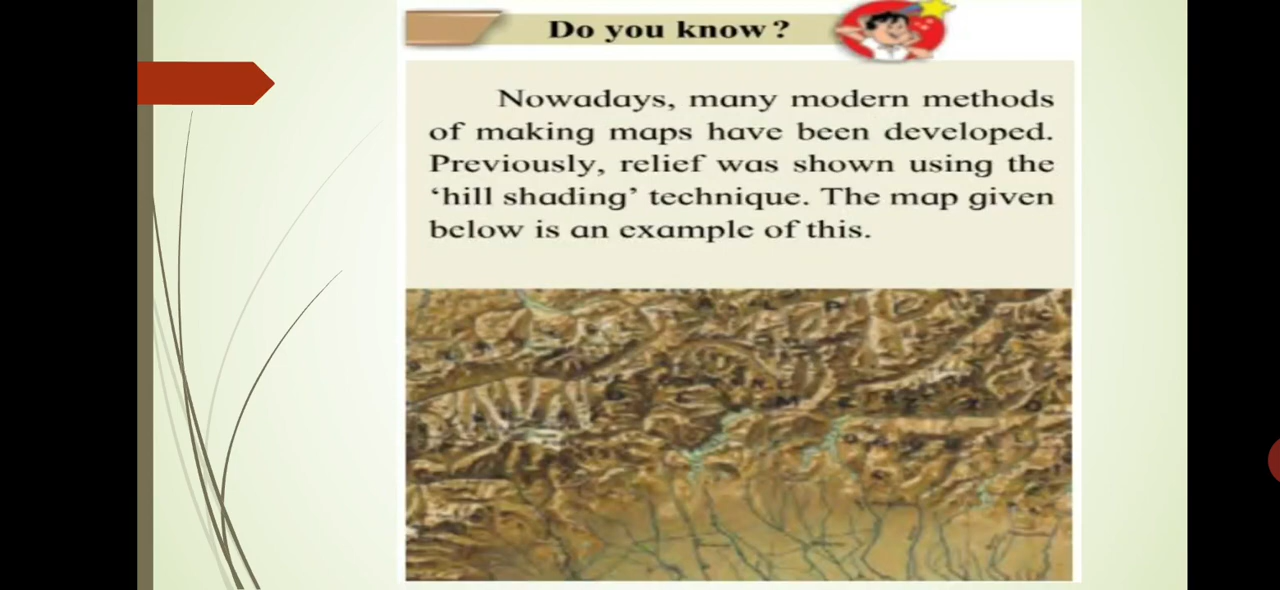 Do you know?
Nowadays, many modern methods
of making maps have been developed.
Previously, relief was shown using the
‘hill shading’ technique. The map given
below is an example of this.